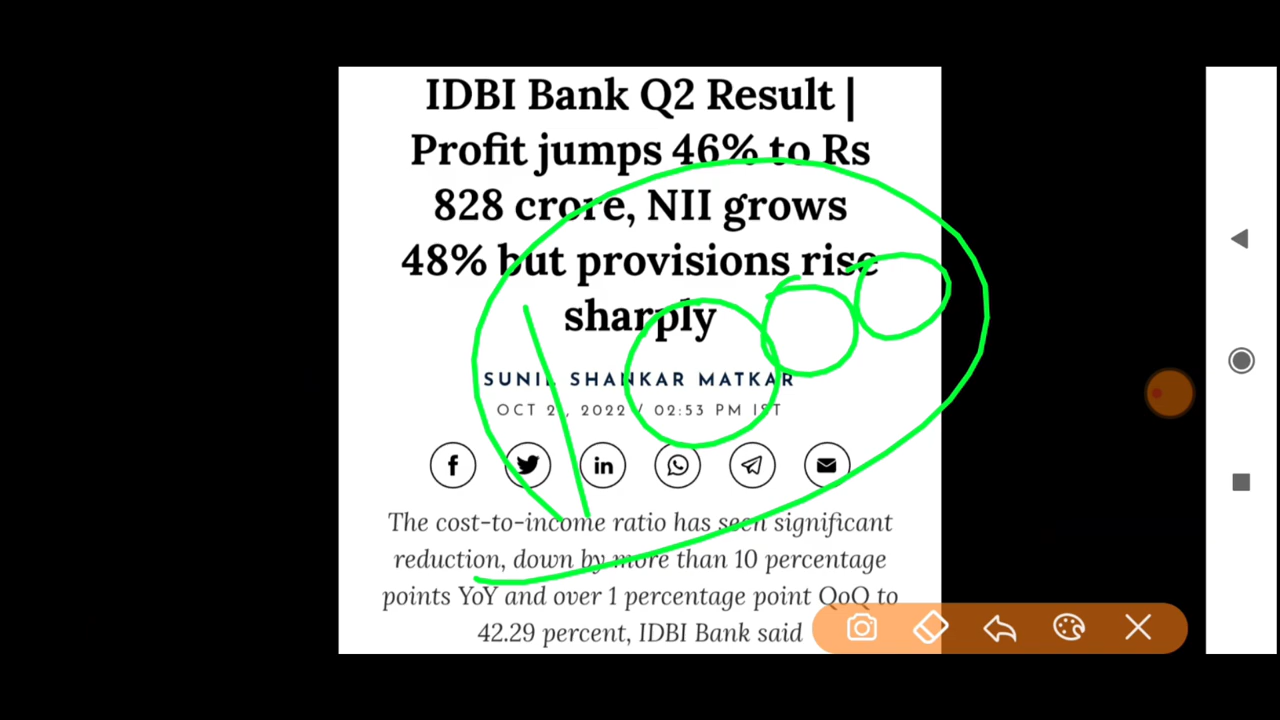 IDBI Bank Q2 Result |
Profit jumps 46% to Rs
828 crore, NII grows
48% but provisions rise
sharply
SUNIL SHANKAR MATKAR
OCT 2 , 2022 / 02:53 PM IST
The cost-to-income ratio has seen significant
reduction, down by more than 10 percentage
points YoY and over 1 percentage point QoQ to
42.29 percent, IDBI Bank said
1000